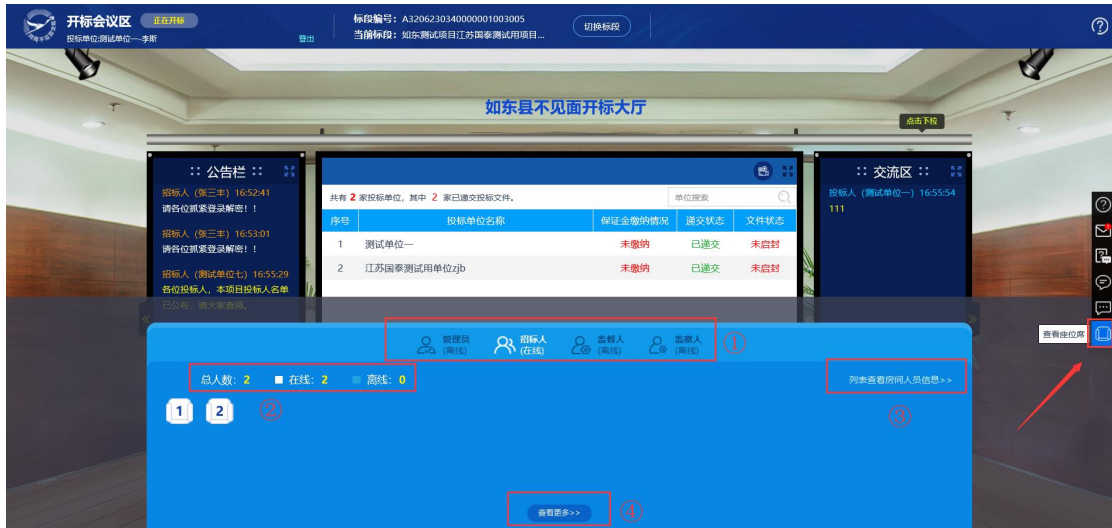 开标会议区 正在开标
投标单位:测试单位一-李斯 登出
标段编号：A3206230340000001003005
当前标段：如东测试项目江苏国泰测试用项目...
切换标段
如东县不见面开标大厅
点击下拉
:: 公告栏 ::
招标人（张三丰）16:52:41
请各位抓紧登录解密！！
招标人（张三丰）16:53:01
请各位抓紧登录解密！！
招标人（测试单位七）16:55:29
各位投标人，本项目投标人名单
已公布，请大家查阅。
共有 2 家投标单位，其中 2 家已递交投标文件。 单位搜索
序号 投标单位名称 保证金缴纳情况 递交状态 文件状态
1 测试单位一 未缴纳 已递交 未启封
2 江苏国泰测试用单位zjb 未缴纳 已递交 未启封
:: 交流区 ::
投标人（测试单位一）16:55:54
111
查看座位席
管理员（离线） 招标人（在线） 监督人（离线） 监察人（离线） ①
总人数：2 在线：2 离线：0
②
列表查看房间人员信息>>
③
1 2
查看更多>> ④